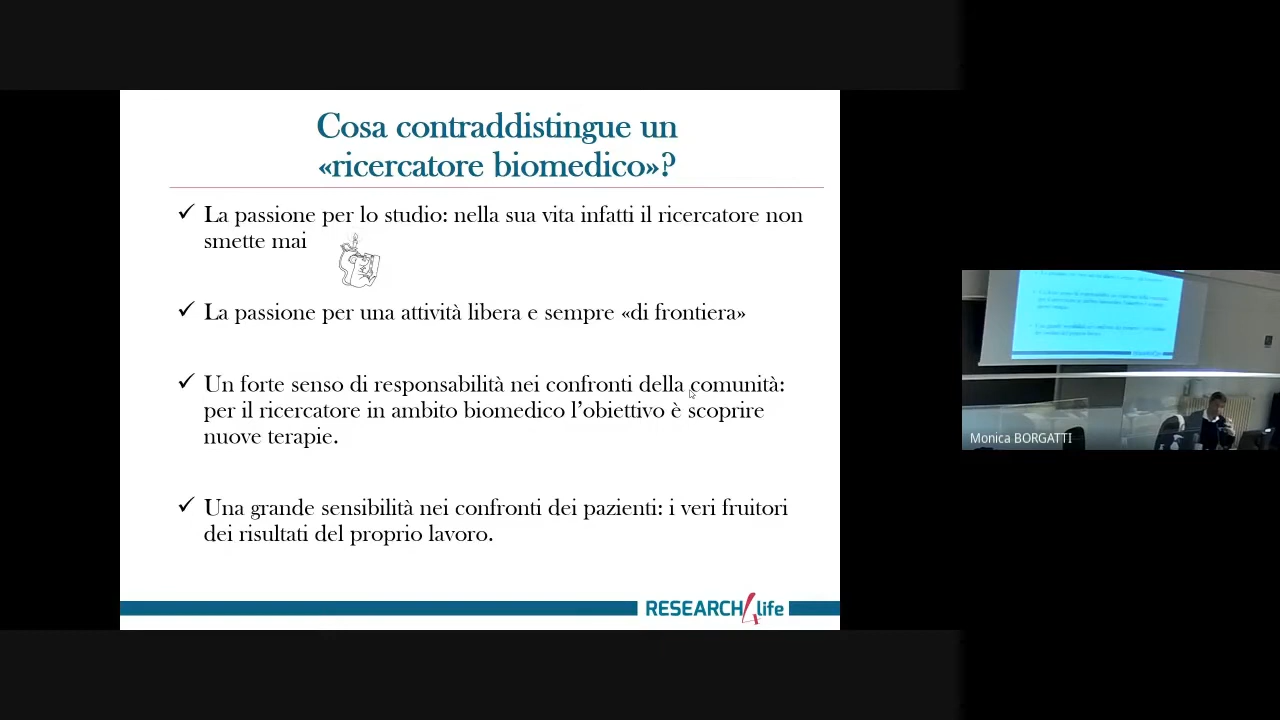 Cosa contraddistingue un
«ricercatore biomedico»?
✓ La passione per lo studio: nella sua vita infatti il ricercatore non
smette mai
✓ La passione per una attività libera e sempre «di frontiera»
✓ Un forte senso di responsabilità nei confronti della comunità:
per il ricercatore in ambito biomedico l’obiettivo è scoprire
nuove terapie.
✓ Una grande sensibilità nei confronti dei pazienti: i veri fruitori
dei risultati del proprio lavoro.
RESEARCH4life
Monica BORGATTI